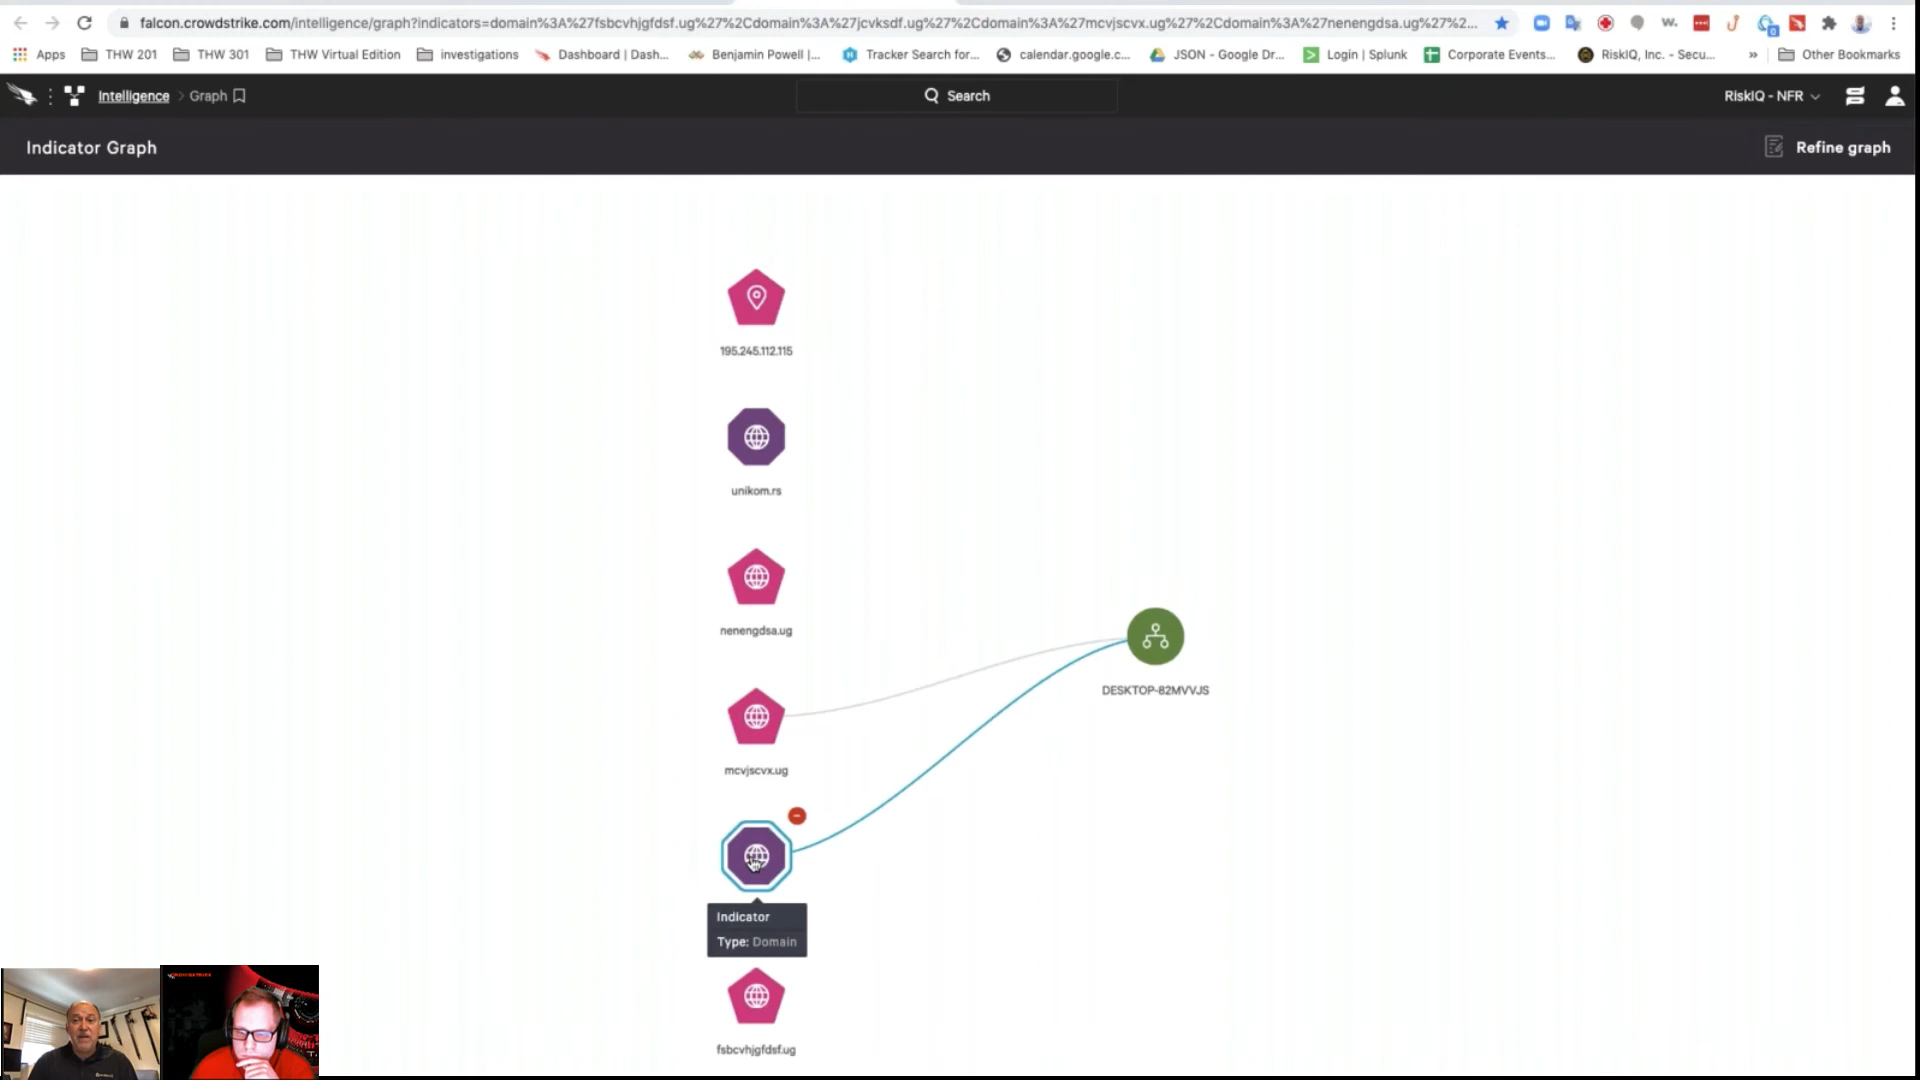 falcon.crowdstrike.com/intelligence/graph?indicators=domain%3A%27fsbcvhjgfdsf.ug%27%2Cdomain%3A%27jcvksdf.ug%27%2Cdomain%3A%27mcvjscvx.ug%27%2Cdomain%3A%27nenengdsa.ug%27%2...
Apps THW 201 THW 301 THW Virtual Edition investigations Dashboard | Dash... Benjamin Powell |... Tracker Search for... calendar.google.c... JSON - Google Dr... Login | Splunk Corporate Events... RiskIQ, Inc. - Secu... » Other Bookmarks
Intelligence > Graph Search RiskIQ - NFR
Indicator Graph Refine graph
195.245.112.115
unikom.rs
nenengdsa.ug
DESKTOP-82MVVJS
mcvjscvx.ug
Indicator
Type: Domain
fsbcvhjgfdsf.ug